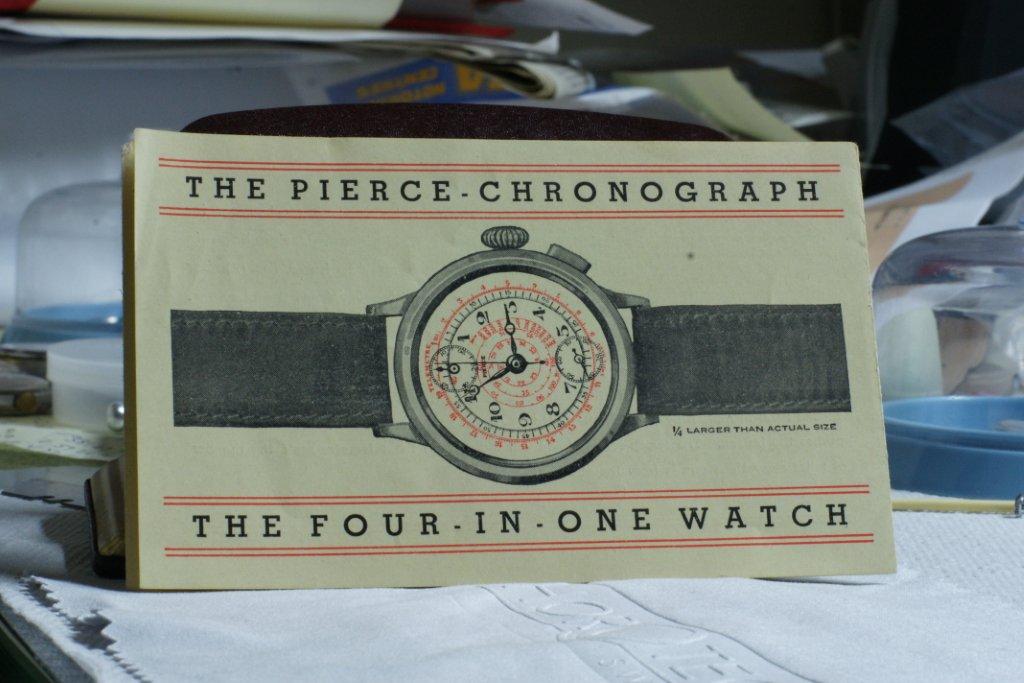 THE PIERCE-CHRONOGRAPH
1/4 LARGER THAN ACTUAL SIZE
THE FOUR-IN-ONE WATCH